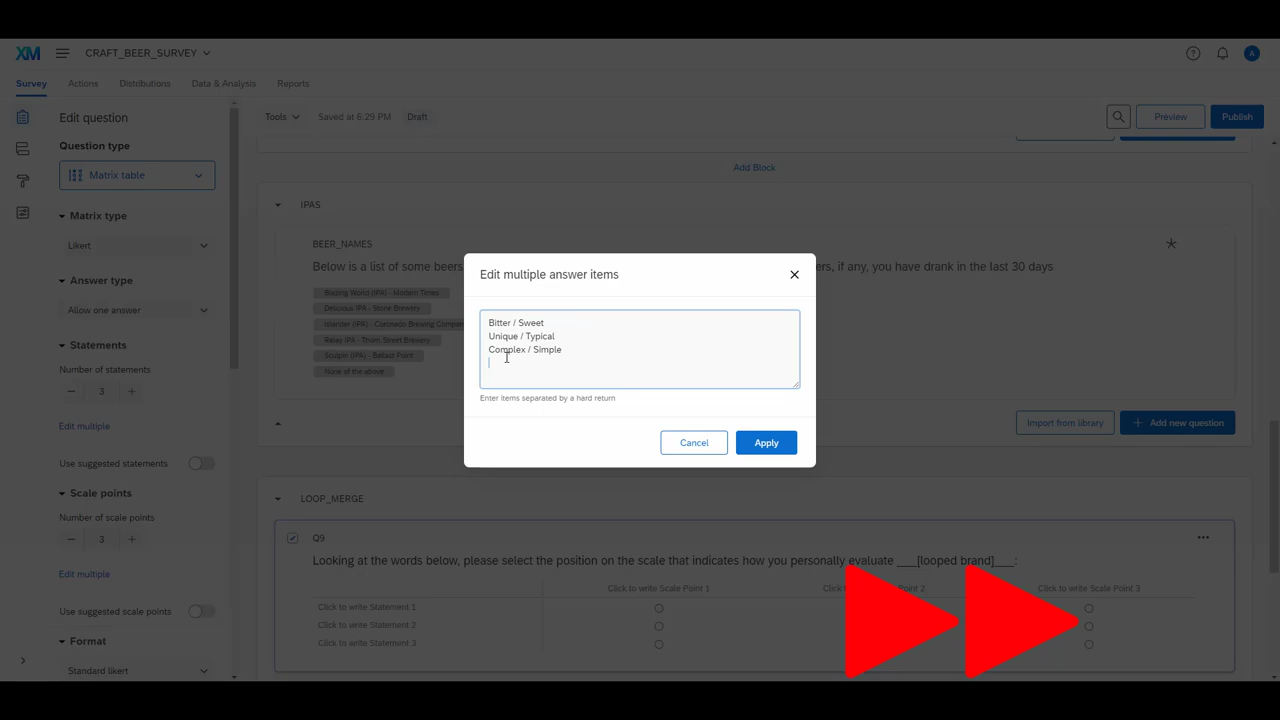 XM
CRAFT_BEER_SURVEY
A
Survey
Actions
Distributions
Data & Analysis
Reports
Edit question
Tools
Saved at 6:29 PM
Draft
Preview
Publish
Question type
Matrix table
Add Block
Matrix type
IPAS
Likert
BEER_NAMES
Below is a list of some beers
ers, if any, you have drank in the last 30 days
Edit multiple answer items
Answer type
Blazing World (IPA) - Modern Times
Allow one answer
Delicious IPA - Stone Brewery
Islander (IPA) - Coronado Brewing Compan
Relay IPA - Thorn Street Brewery
Sculpin (IPA) - Ballast Point
None of the above
Bitter / Sweet
Unique / Typical
Complex / Simple
Enter items separated by a hard return
Cancel
Apply
Statements
Number of statements
3
Edit multiple
Import from library
Add new question
Use suggested statements
Scale points
LOOP_MERGE
Number of scale points
3
Q9
Looking at the words below, please select the position on the scale that indicates how you personally evaluate ___[looped brand]___:
Edit multiple
Click to write Scale Point 1
Point 2
Click to write Scale Point 3
Use suggested scale points
Click to write Statement 1
Click to write Statement 2
Click to write Statement 3
Format
Standard likert